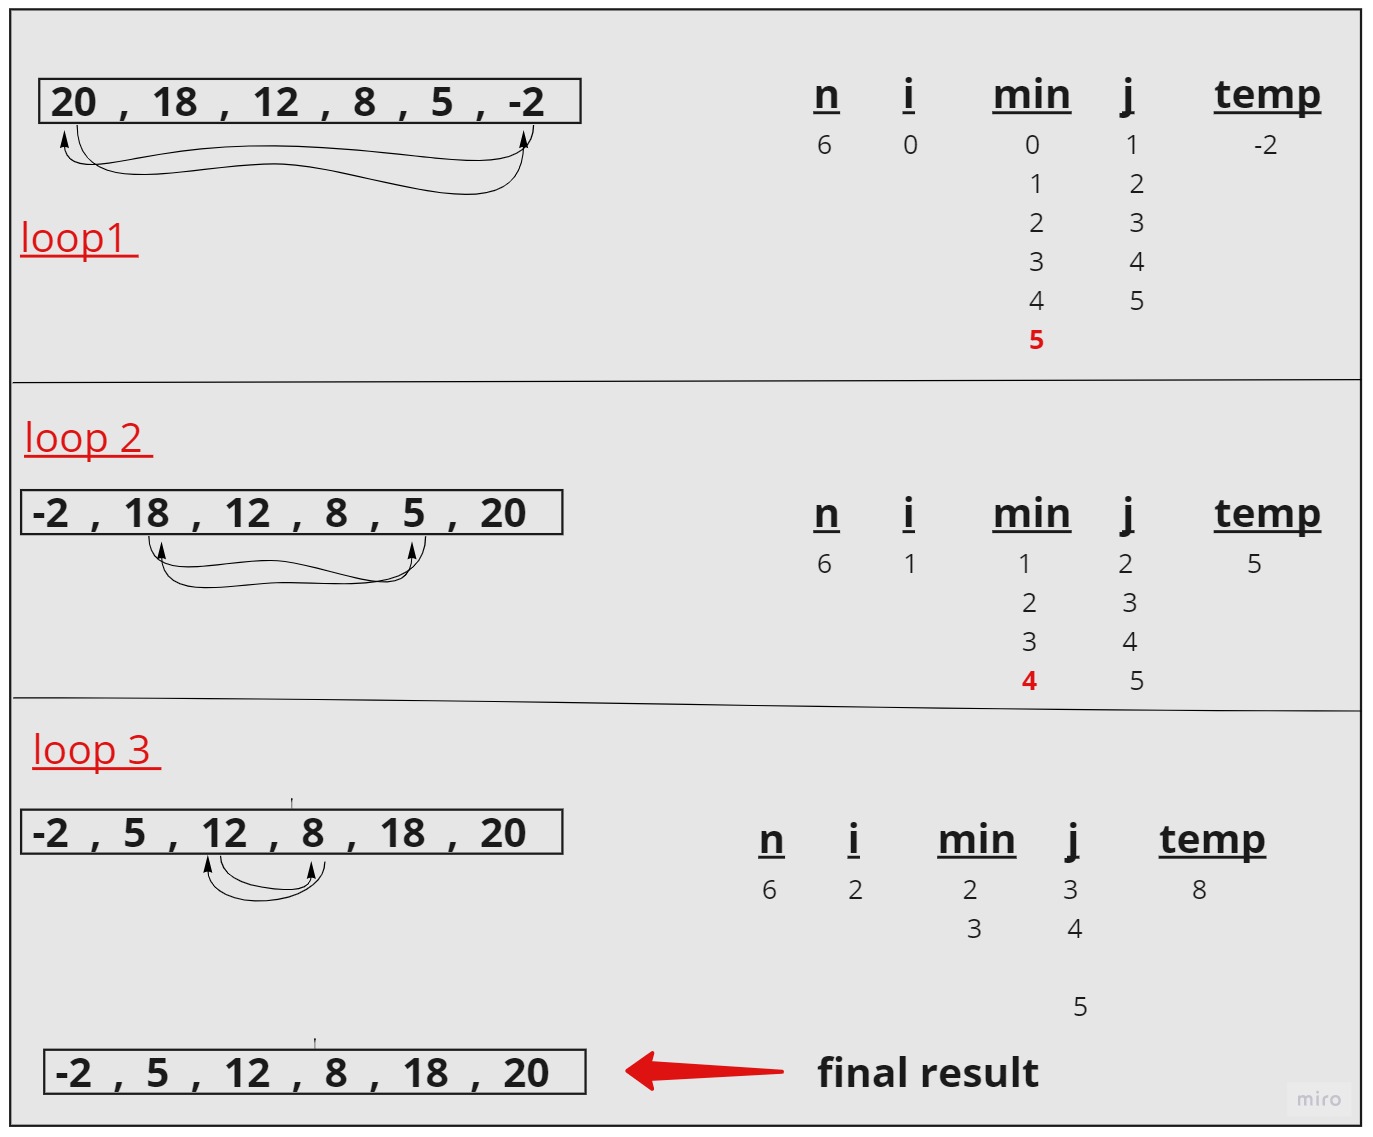 20 , 18 , 12 , 8 , 5 , -2
n i min j temp
6 0 0 1 -2
1 2
2 3
loop1
3 4
4 5
5
loop 2
-2 , 18 , 12 , 8 , 5 , 20
n i min j temp
6 1 1 2 5
2 3
3 4
4 5
loop 3
-2 , 5 , 12 , 8 , 18 , 20
n i min j temp
6 2 2 3 8
3 4
5
-2 , 5 , 12 , 8 , 18 , 20
final result
miro